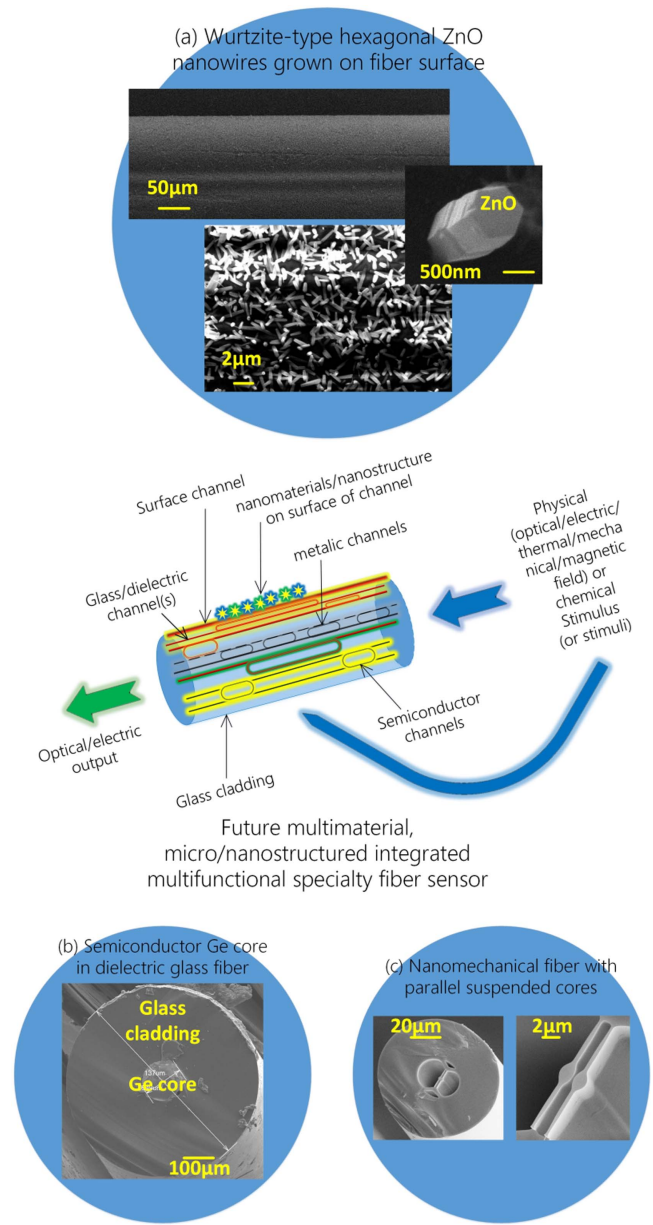 (a) Wurtzite-type hexagonal ZnO
nanowires grown on fiber surface
50µm
ZnO
500nm
2µm
Surface channel
nanomaterials/nanostructure
on surface of channel
metalic channels
Glass/dielectric
channel(s)
Physical
(optical/electric/
thermal/mecha
nical/magnetic
field) or
chemical
Stimulus
(or stimuli)
Optical/electric
output
Semiconductor
channels
Glass cladding
Future multimaterial,
micro/nanostructured integrated
multifunctional specialty fiber sensor
(b) Semiconductor Ge core
in dielectric glass fiber
Glass
cladding
137um
Ge core
100µm
(c) Nanomechanical fiber with
parallel suspended cores
20µm
2µm